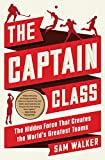 THE
CAPTAIN
CLASS
The Hidden Force That Creates
the World's Greatest Teams
SAM WALKER